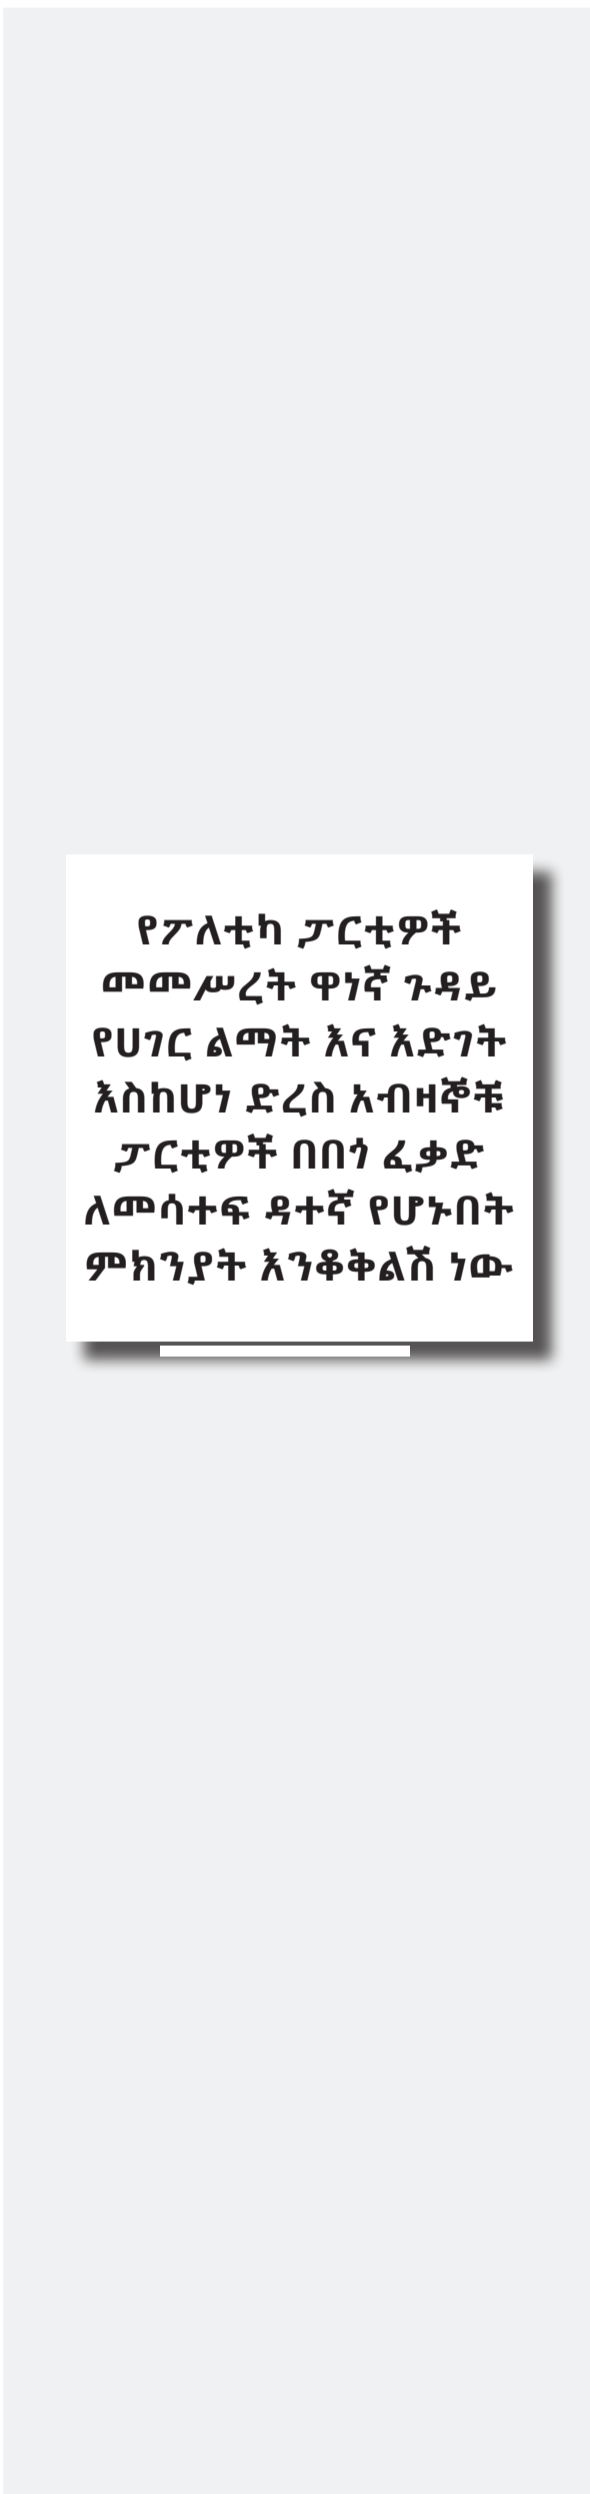 የፖለቲካ ፓርቲዎች
መመሥረት ዋነኛ ጉዳይ
የሀገር ልማት እና እድገት
እስከሆነ ድረስ አብዛኞቹ
ፓርቲዎች በበጎ ፈቃድ
ለመሳተፍ ዳተኛ የሆኑበት
ምክንያት እንቆቅልሽ ነው